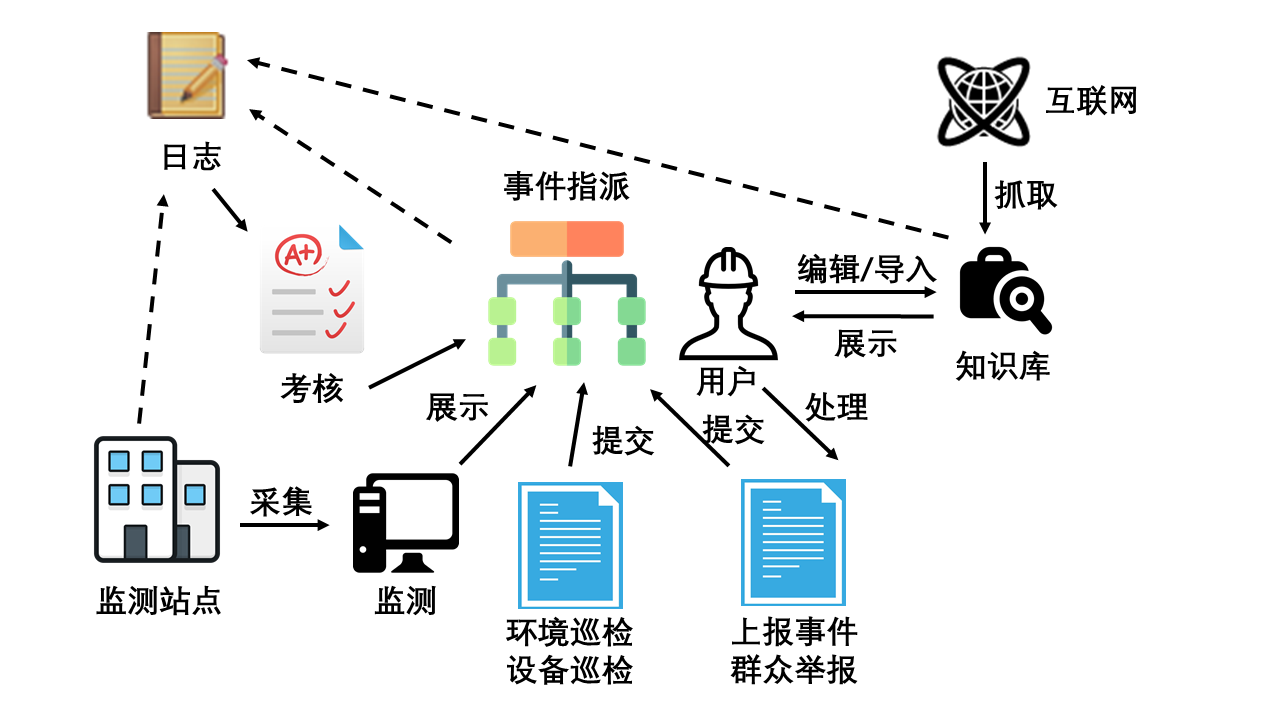 互联网
日志
事件指派
抓取
A+
编辑/导入
展示
知识库
考核
用户
展示
处理
提交
提交
采集
监测站点
监测
环境巡检
设备巡检
上报事件
群众举报